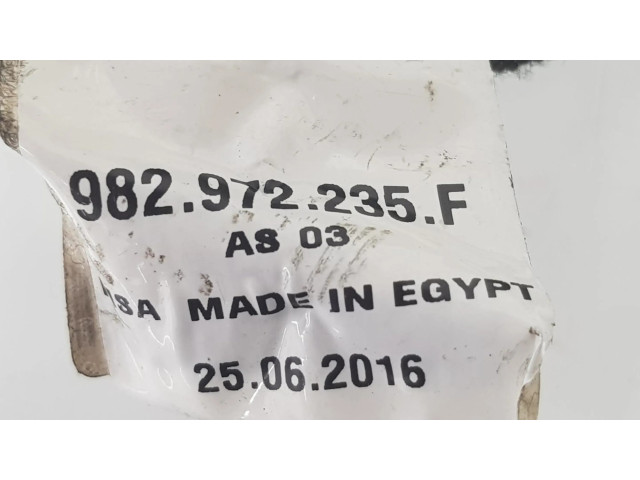 982.972.235.F
AS 03
MADE IN EGYPT
25.06.2016